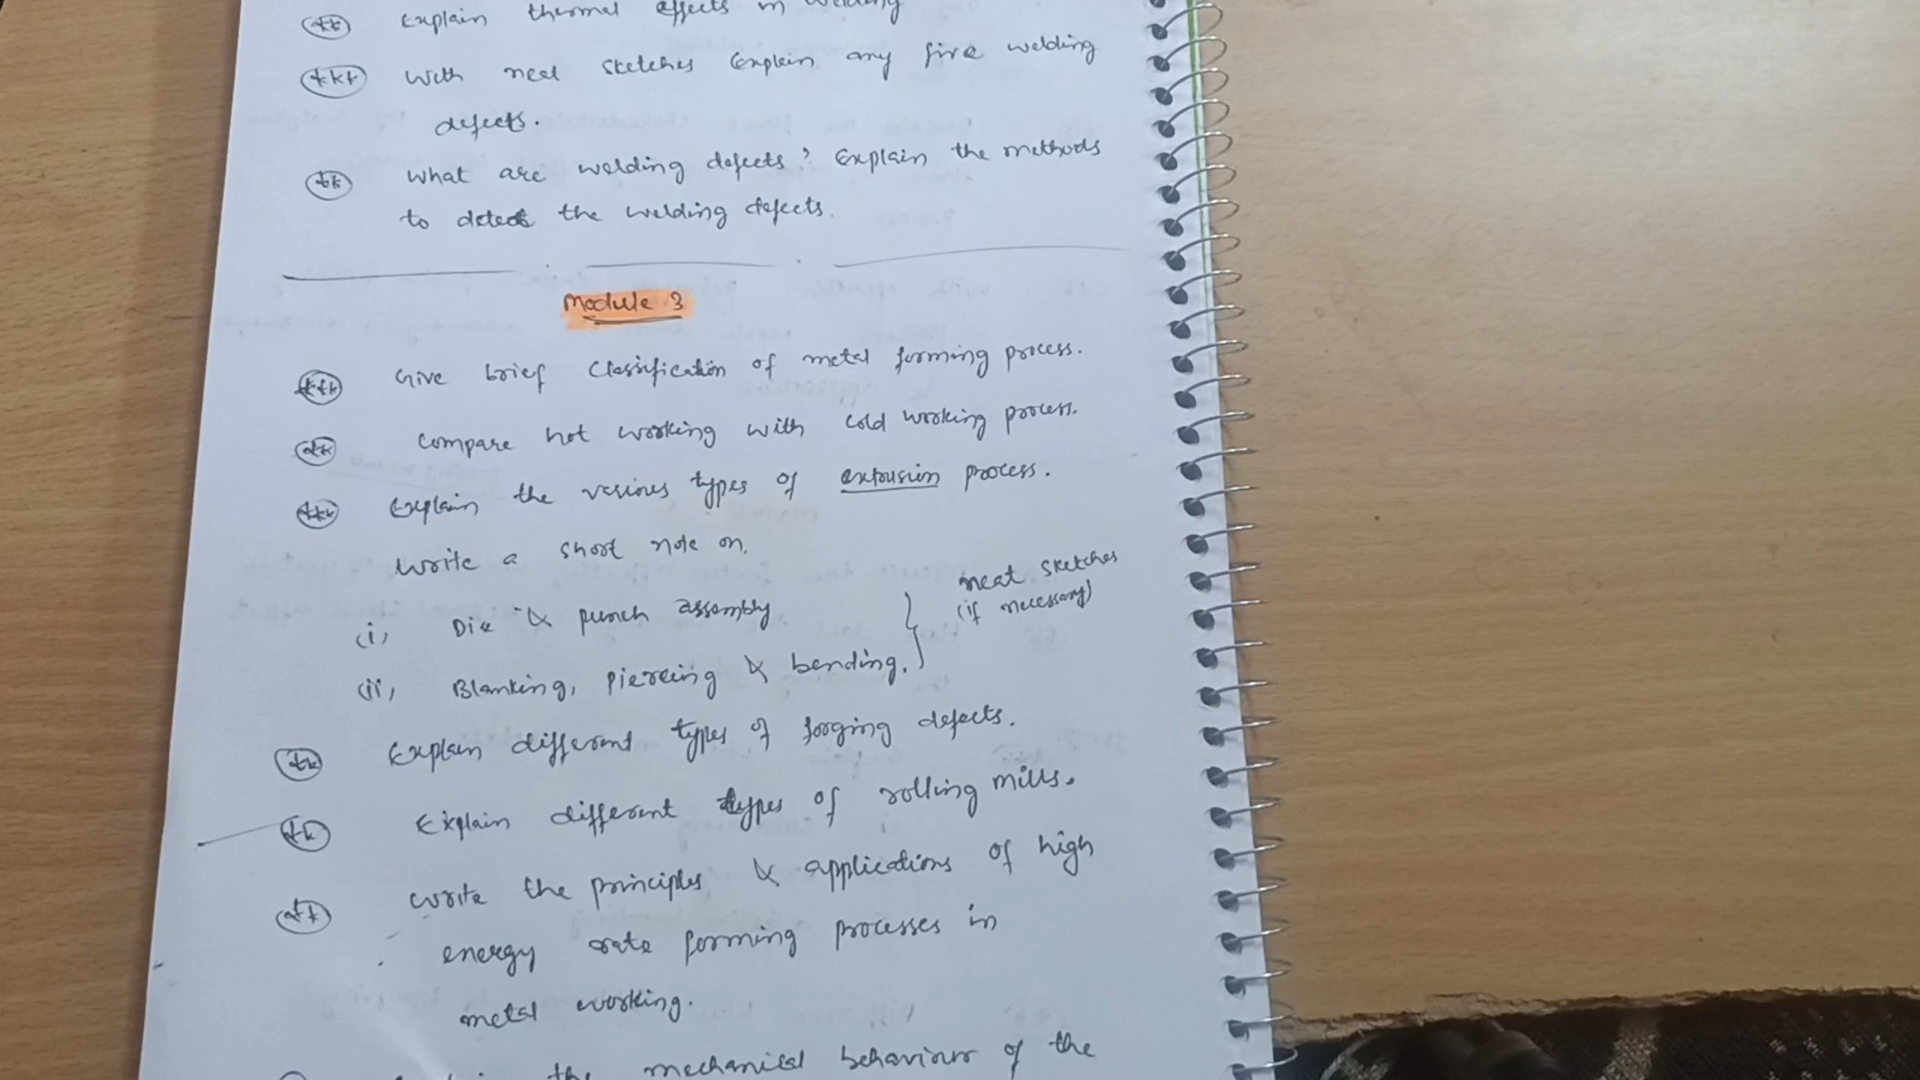 ** Explain thermal effects in welding
*** With neat sketches Explain any five welding
defects.
** What are welding defects? Explain the methods
to detect the welding defects.
Module 3
*** Give brief classification of metal forming process.
** Compare hot working with cold working process.
*** Explain the various types of extrusion process.
Write a short note on.
(i) Die & punch assembly
neat sketches
(if necessary)
(ii) Blanking, piercing & bending.
** Explain different types of forging defects.
** Explain different types of rolling mills.
** Write the principles & applications of high
energy rate forming processes in
metal working.
the mechanical behaviour of the